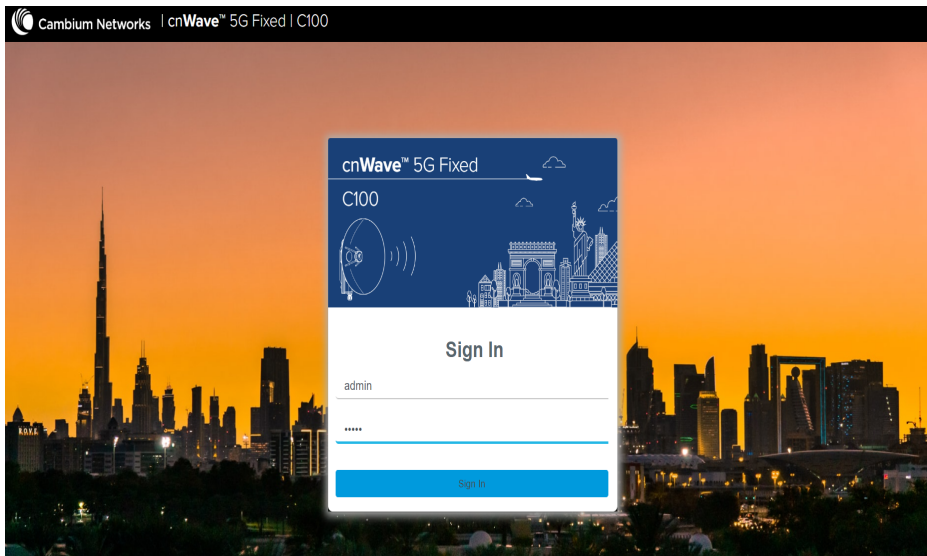 Cambium Networks | cnWave™ 5G Fixed | C100
cnWave™ 5G Fixed
C100
Sign In
admin
•••••
Sign In